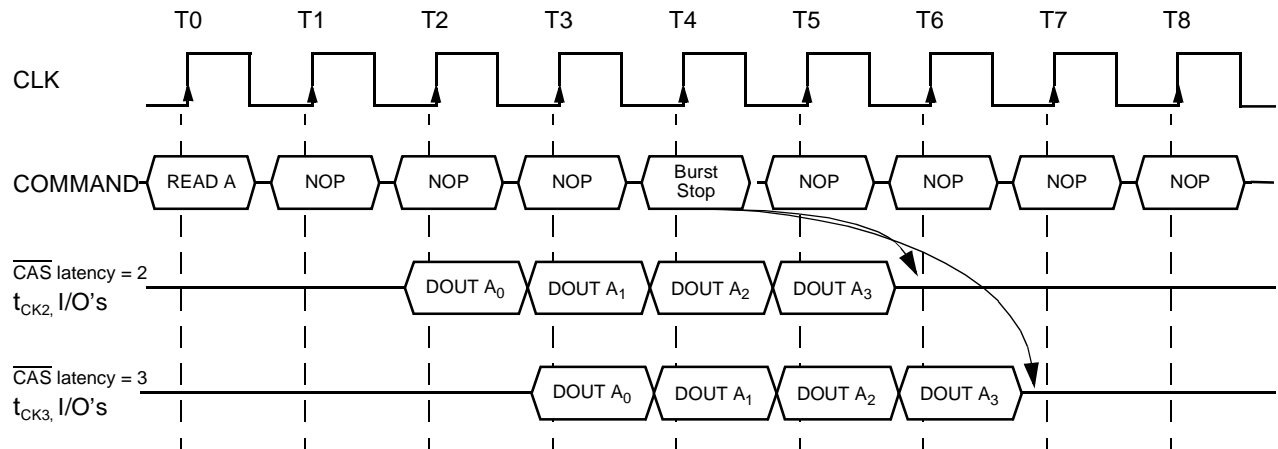 T0 T1 T2 T3 T4 T5 T6 T7 T8
CLK
COMMAND READ A NOP NOP NOP Burst Stop NOP NOP NOP NOP
CAS latency = 2
tCK2, I/O's DOUT A0 DOUT A1 DOUT A2 DOUT A3
CAS latency = 3
tCK3, I/O's DOUT A0 DOUT A1 DOUT A2 DOUT A3